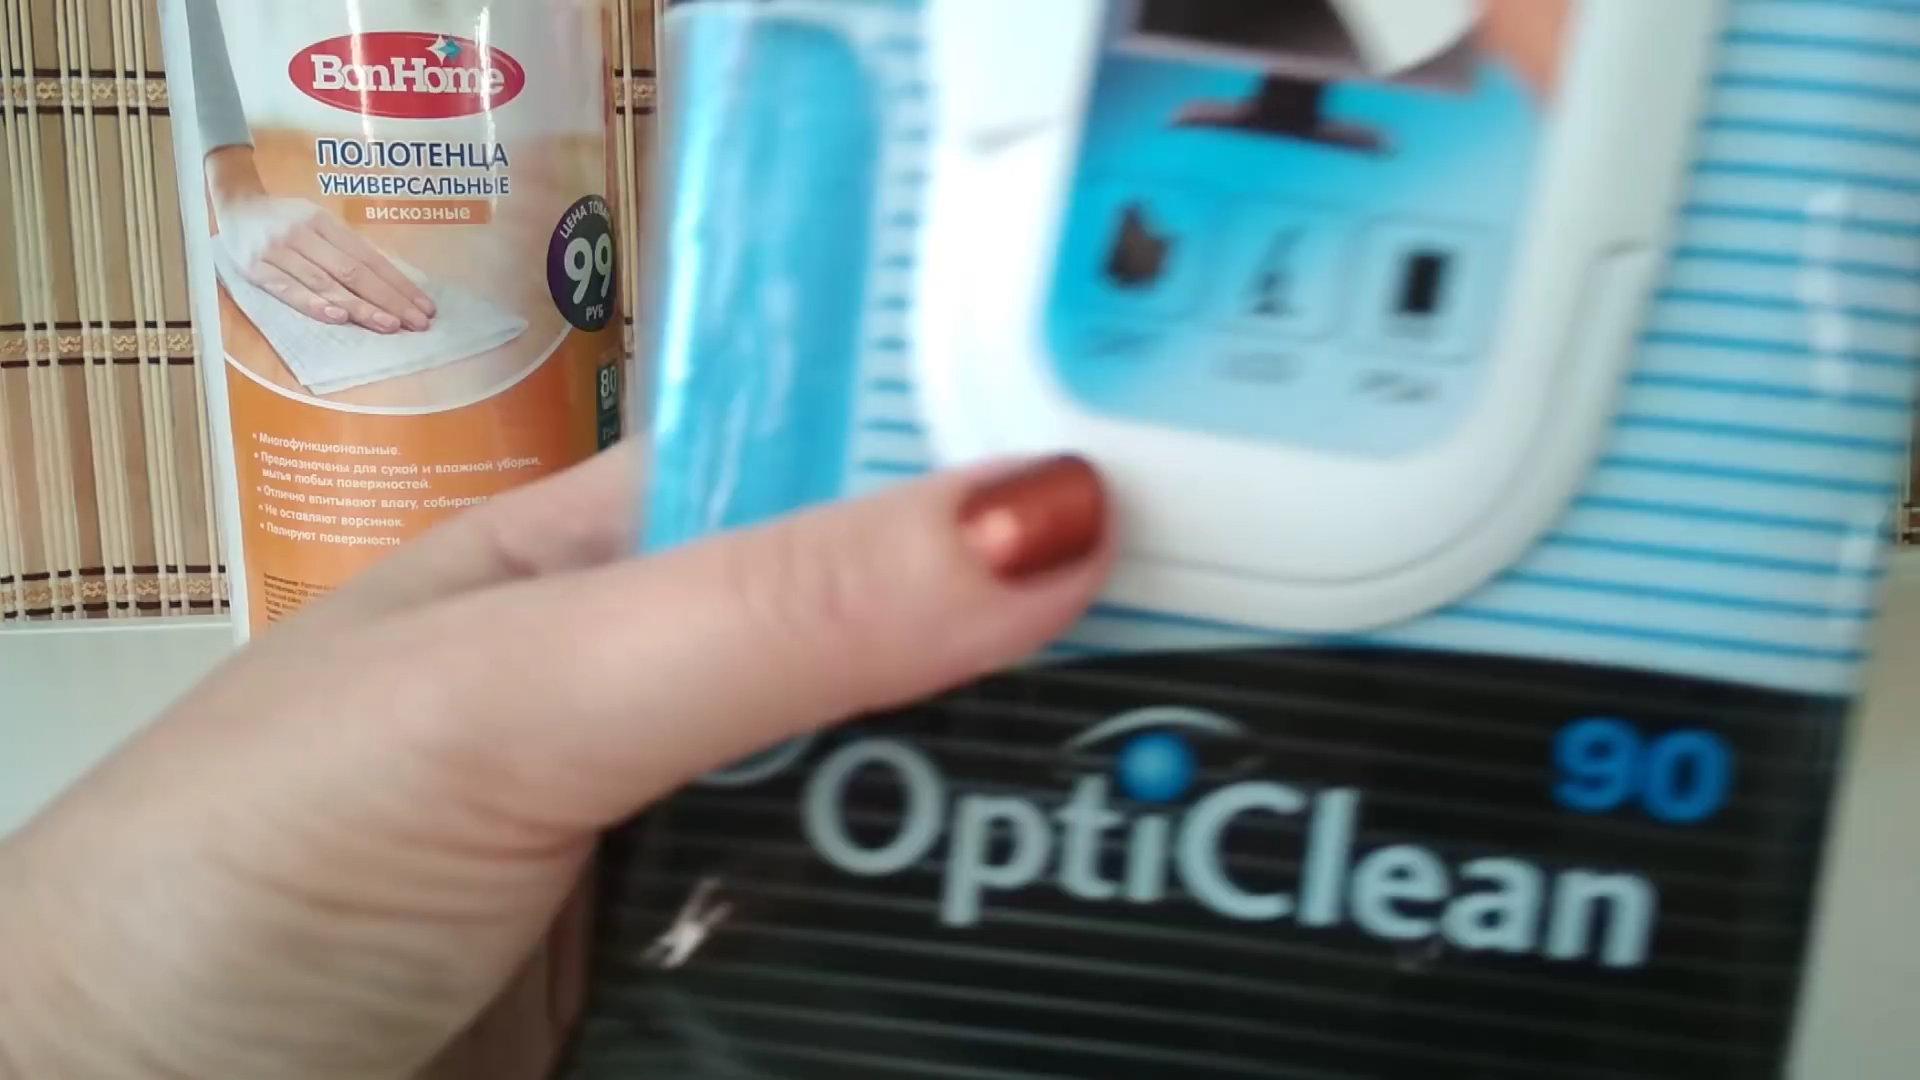 BonHome
ПОЛОТЕНЦА
УНИВЕРСАЛЬНЫЕ
вискозные
ЦЕНА
99
РУБ
80
• Многофункциональные.
• Предназначены для сухой и влажной уборки,
мытья любых поверхностей.
• Отлично впитывают влагу, собирают
• Не оставляют ворсинок.
• Полируют поверхности
OptiClean
90